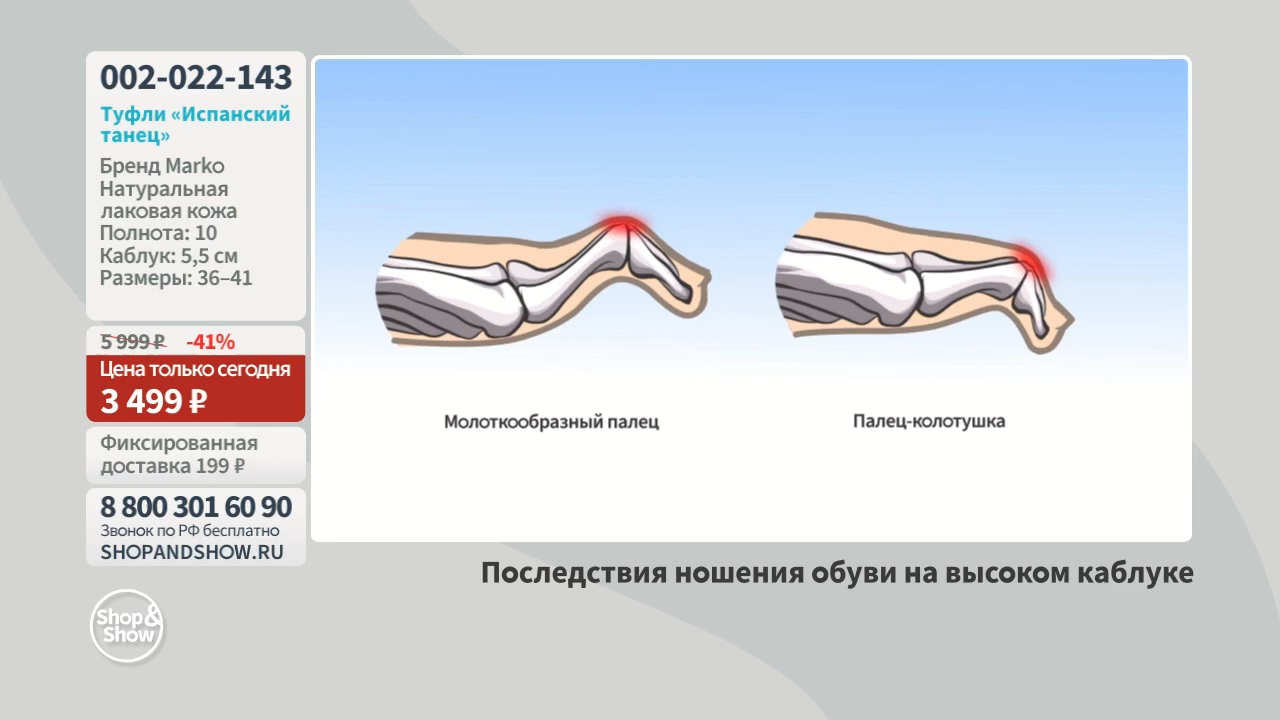 002-022-143
Туфли «Испанский
танец»
Бренд Marko
Натуральная
лаковая кожа
Полнота: 10
Каблук: 5,5 см
Размеры: 36–41
5 999 ₽ -41%
Цена только сегодня
3 499 ₽
Фиксированная
доставка 199 ₽
8 800 301 60 90
Звонок по РФ бесплатно
SHOPANDSHOW.RU
Shop&
Show
Молоткообразный палец
Палец-колотушка
Последствия ношения обуви на высоком каблуке